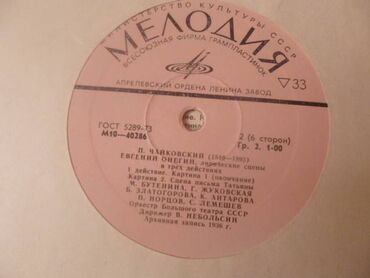 МИНИСТЕРСТВО КУЛЬТУРЫ СССР
МЕЛОДИЯ
ВСЕСОЮЗНАЯ ФИРМА ГРАМПЛАСТИНОК
АПРЕЛЕВСКИЙ ОРДЕНА ЛЕНИНА ЗАВОД
▽33
ГОСТ 5289-73
М10—40286
2 (6 сторон)
Гр. 2. 1-00
П. ЧАЙКОВСКИЙ (1840—1893)
ЕВГЕНИЙ ОНЕГИН, лирические сцены
в трех действиях
1 действие. Картина 1 (окончание)
Картина 2. Сцена письма Татьяны
М. БУТЕНИНА, Г. ЖУКОВСКАЯ
Б. ЗЛАТОГОРОВА, К. АНТАРОВА
П. НОРЦОВ, С. ЛЕМЕШЕВ
Оркестр Большого театра СССР
Дирижер В. НЕБОЛЬСИН
Архивная запись 1936 г.